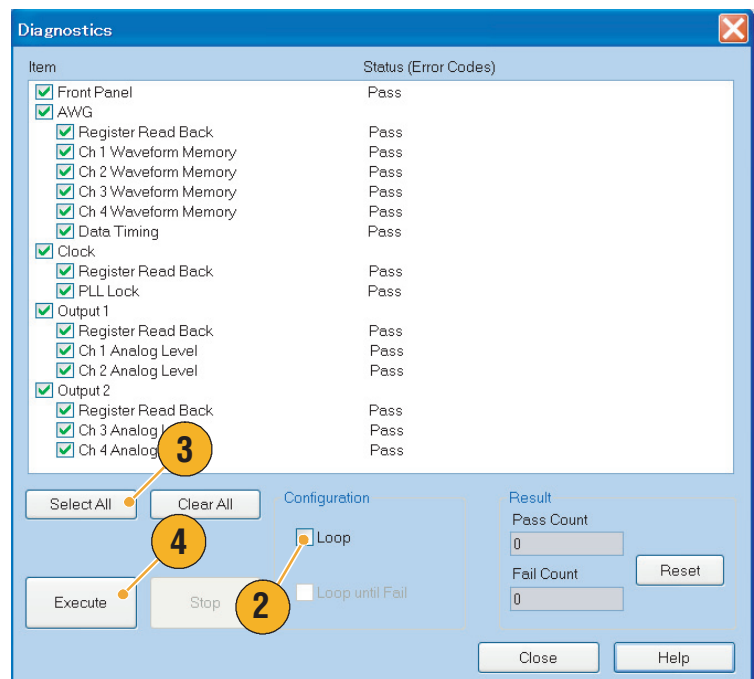 Diagnostics
Item Status (Error Codes)
Front Panel Pass
AWG
Register Read Back Pass
Ch 1 Waveform Memory Pass
Ch 2 Waveform Memory Pass
Ch 3 Waveform Memory Pass
Ch 4 Waveform Memory Pass
Data Timing Pass
Clock
Register Read Back Pass
PLL Lock Pass
Output 1
Register Read Back Pass
Ch 1 Analog Level Pass
Ch 2 Analog Level Pass
Output 2
Register Read Back Pass
Ch 3 Analog Pass
Ch 4 Analog Pass
3
Select All Clear All
Configuration
Loop
Loop until Fail
4
2
Execute Stop
Result
Pass Count
0
Fail Count
0
Reset
Close Help